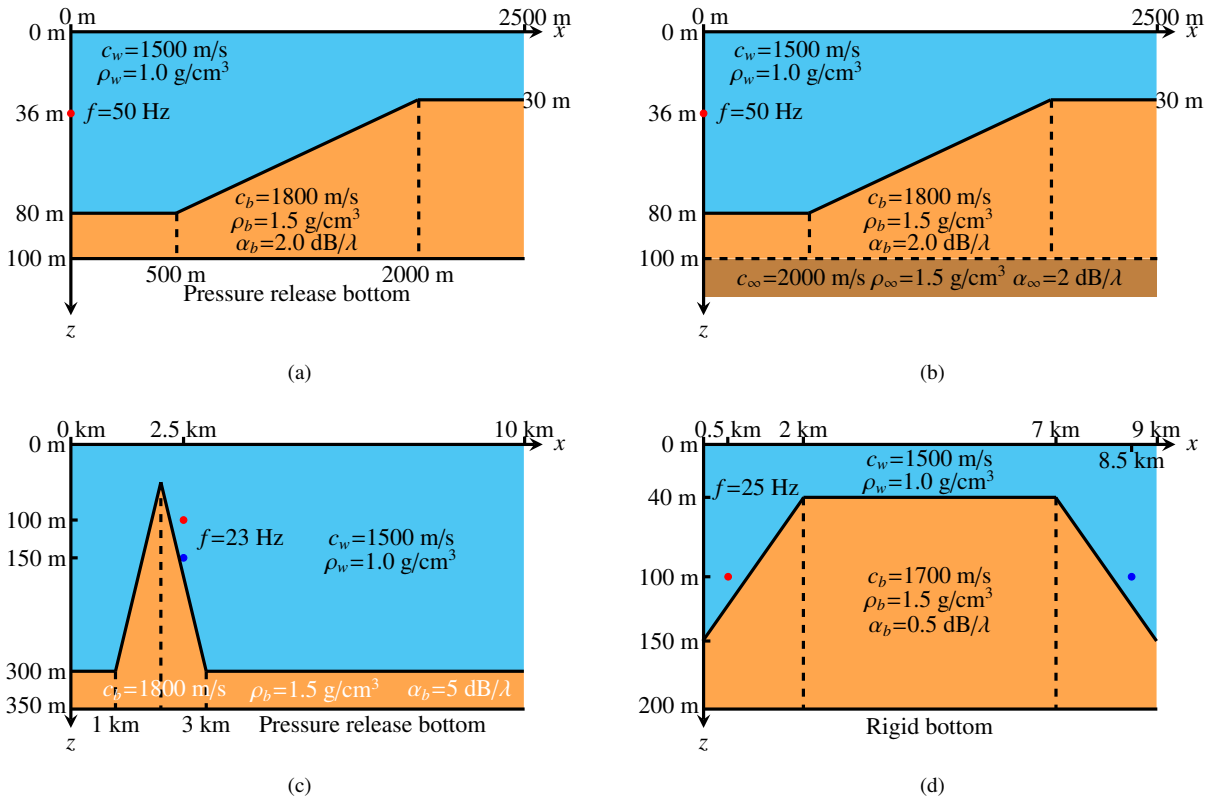 0 m
2500 m
0 m
x
c_w=1500 m/s
ρ_w=1.0 g/cm³
36 m
f=50 Hz
30 m
80 m
c_b=1800 m/s
ρ_b=1.5 g/cm³
α_b=2.0 dB/λ
100 m
500 m
2000 m
Pressure release bottom
z
(a)
0 m
2500 m
0 m
x
c_w=1500 m/s
ρ_w=1.0 g/cm³
36 m
f=50 Hz
30 m
80 m
c_b=1800 m/s
ρ_b=1.5 g/cm³
α_b=2.0 dB/λ
100 m
c_∞=2000 m/s ρ_∞=1.5 g/cm³ α_∞=2 dB/λ
z
(b)
0 km
2.5 km
10 km
0 m
x
100 m
f=23 Hz
c_w=1500 m/s
ρ_w=1.0 g/cm³
150 m
300 m
c_b=1800 m/s
ρ_b=1.5 g/cm³
α_b=5 dB/λ
350 m
1 km
3 km
Pressure release bottom
z
(c)
0.5 km
2 km
7 km
9 km
0 m
x
8.5 km
c_w=1500 m/s
ρ_w=1.0 g/cm³
f=25 Hz
40 m
100 m
c_b=1700 m/s
ρ_b=1.5 g/cm³
α_b=0.5 dB/λ
150 m
200 m
Rigid bottom
z
(d)